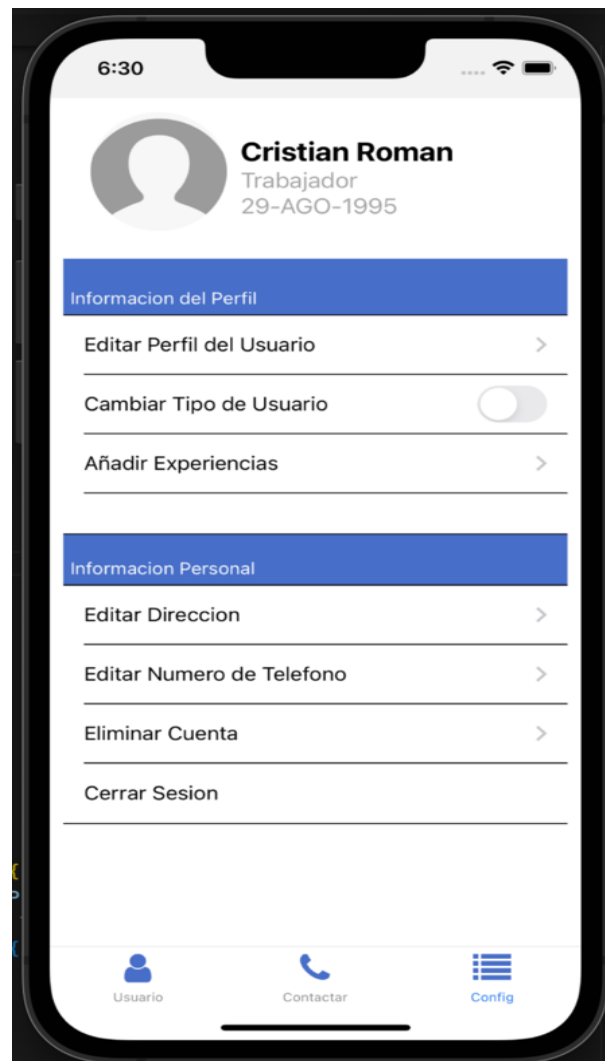 6:30
Cristian Roman
Trabajador
29-AGO-1995
Informacion del Perfil
Editar Perfil del Usuario
Cambiar Tipo de Usuario
Añadir Experiencias
Informacion Personal
Editar Direccion
Editar Numero de Telefono
Eliminar Cuenta
Cerrar Sesion
Usuario
Contactar
Config